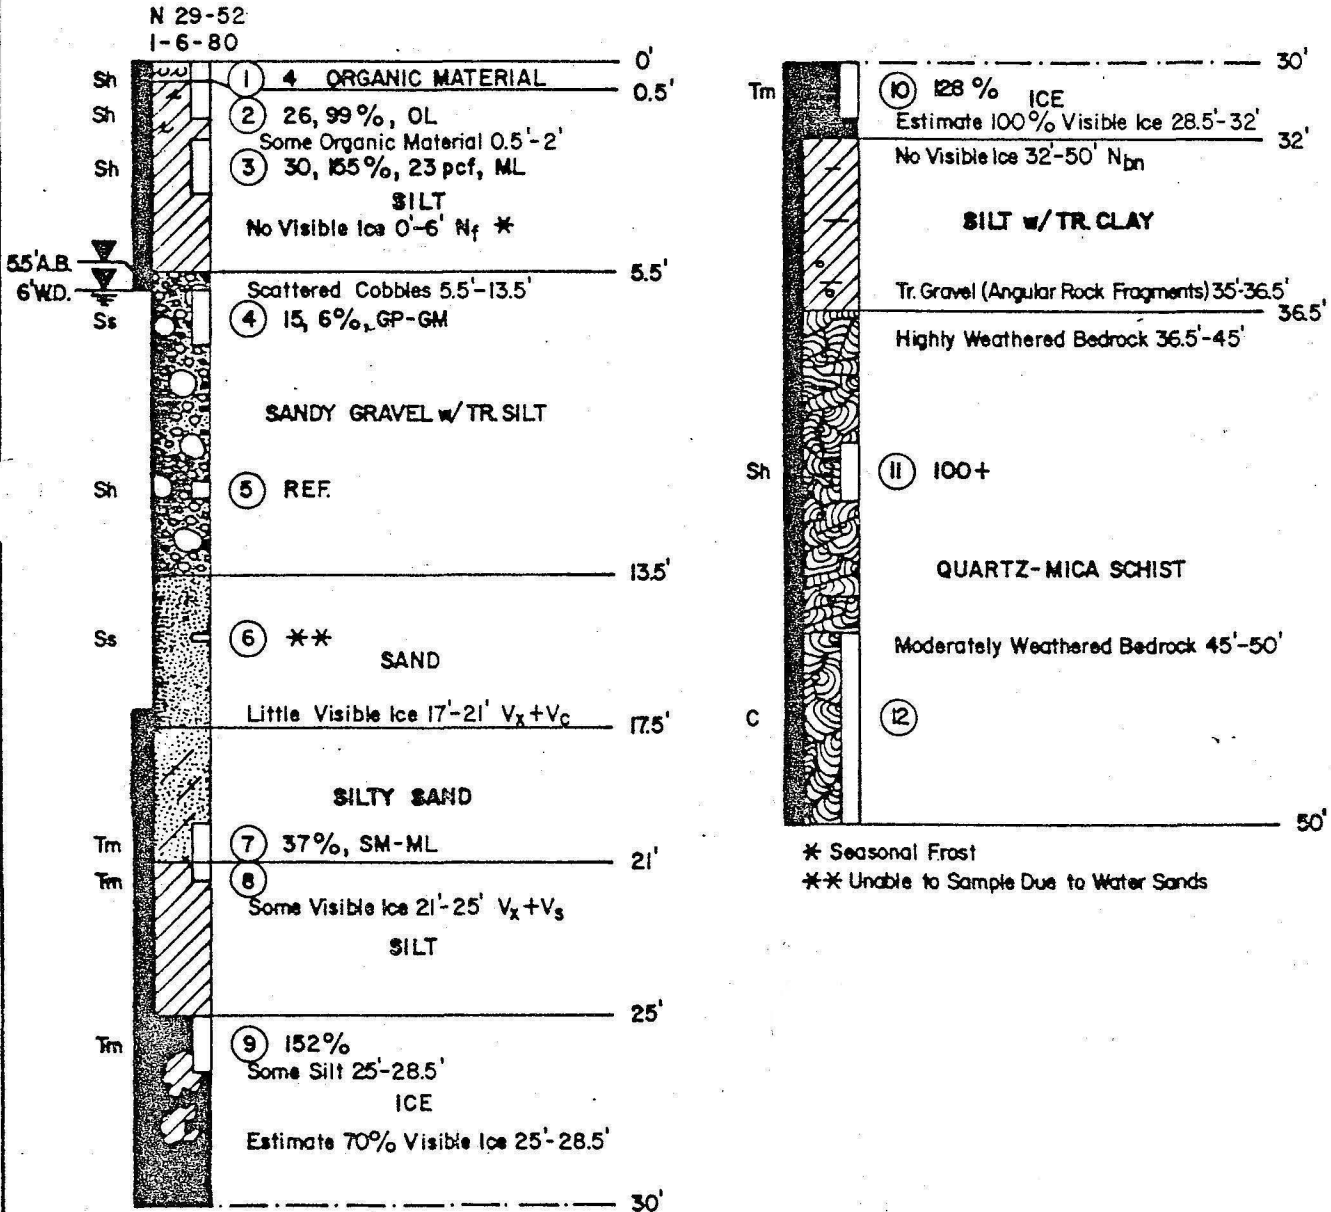 N 29-52
1-6-80
0'
Sh ① 4 ORGANIC MATERIAL
0.5'
Sh ② 26, 99%, OL
Some Organic Material 0.5'-2'
Sh ③ 30, 155%, 23 pcf, ML
SILT
No Visible Ice 0'-6' Nf *
5.5' A.B.
5.5'
6' W.D.
Scattered Cobbles 5.5'-13.5'
Ss ④ 15, 6%, GP-GM
SANDY GRAVEL w/ TR. SILT
Sh ⑤ REF.
13.5'
Ss ⑥ **
SAND
Little Visible Ice 17'-21' Vx+Vc
17.5'
SILTY SAND
Tm ⑦ 37%, SM-ML
21'
Tm ⑧
Some Visible Ice 21'-25' Vx+Vs
SILT
25'
Tm ⑨ 152%
Some Silt 25'-28.5'
ICE
Estimate 70% Visible Ice 25'-28.5'
30'
30'
Tm ⑩ 128%
ICE
Estimate 100% Visible Ice 28.5'-32'
32'
No Visible Ice 32'-50' Nbn
SILT w/ TR. CLAY
Tr. Gravel (Angular Rock Fragments) 35'-36.5'
36.5'
Highly Weathered Bedrock 36.5'-45'
Sh ⑪ 100+
QUARTZ-MICA SCHIST
Moderately Weathered Bedrock 45'-50'
C ⑫
50'
* Seasonal Frost
** Unable to Sample Due to Water Sands